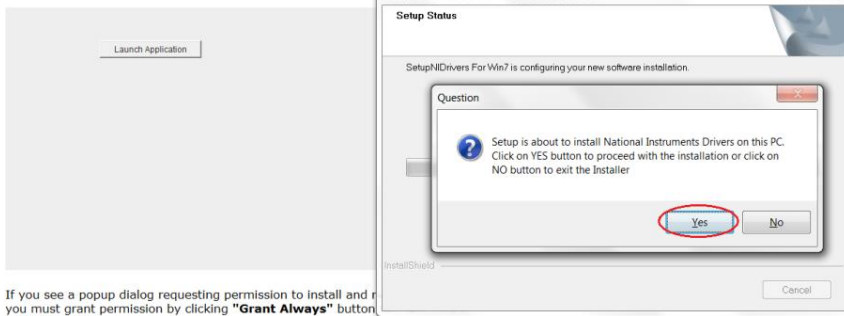 Launch Application
Setup Status
SetupNIDrivers For Win7 is configuring your new software installation.
Question
Setup is about to install National Instruments Drivers on this PC.
Click on YES button to proceed with the installation or click on
NO button to exit the Installer
Yes
No
InstallShield
Cancel
If you see a popup dialog requesting permission to install and
you must grant permission by clicking "Grant Always" button